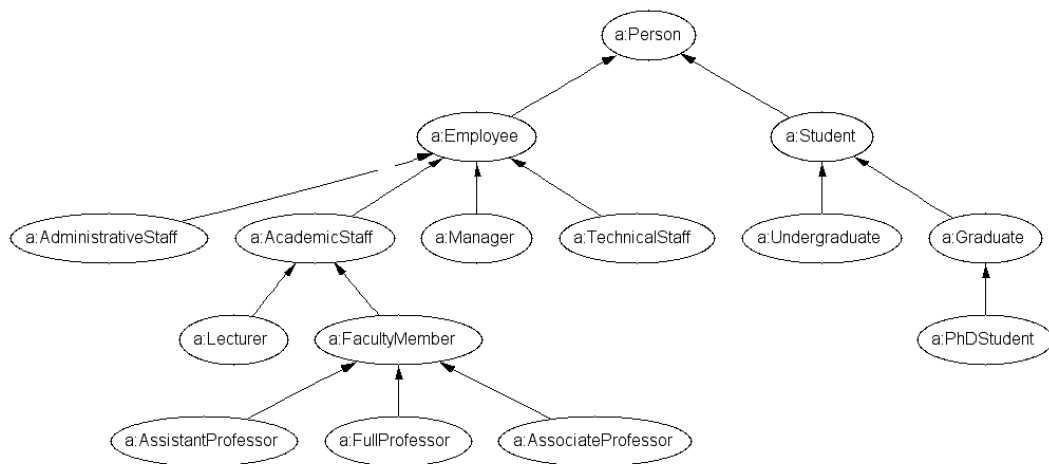 a:Person
a:Employee
a:Student
a:AdministrativeStaff
a:AcademicStaff
a:Manager
a:TechnicalStaff
a:Undergraduate
a:Graduate
a:Lecturer
a:FacultyMember
a:PhDStudent
a:AssistantProfessor
a:FullProfessor
a:AssociateProfessor